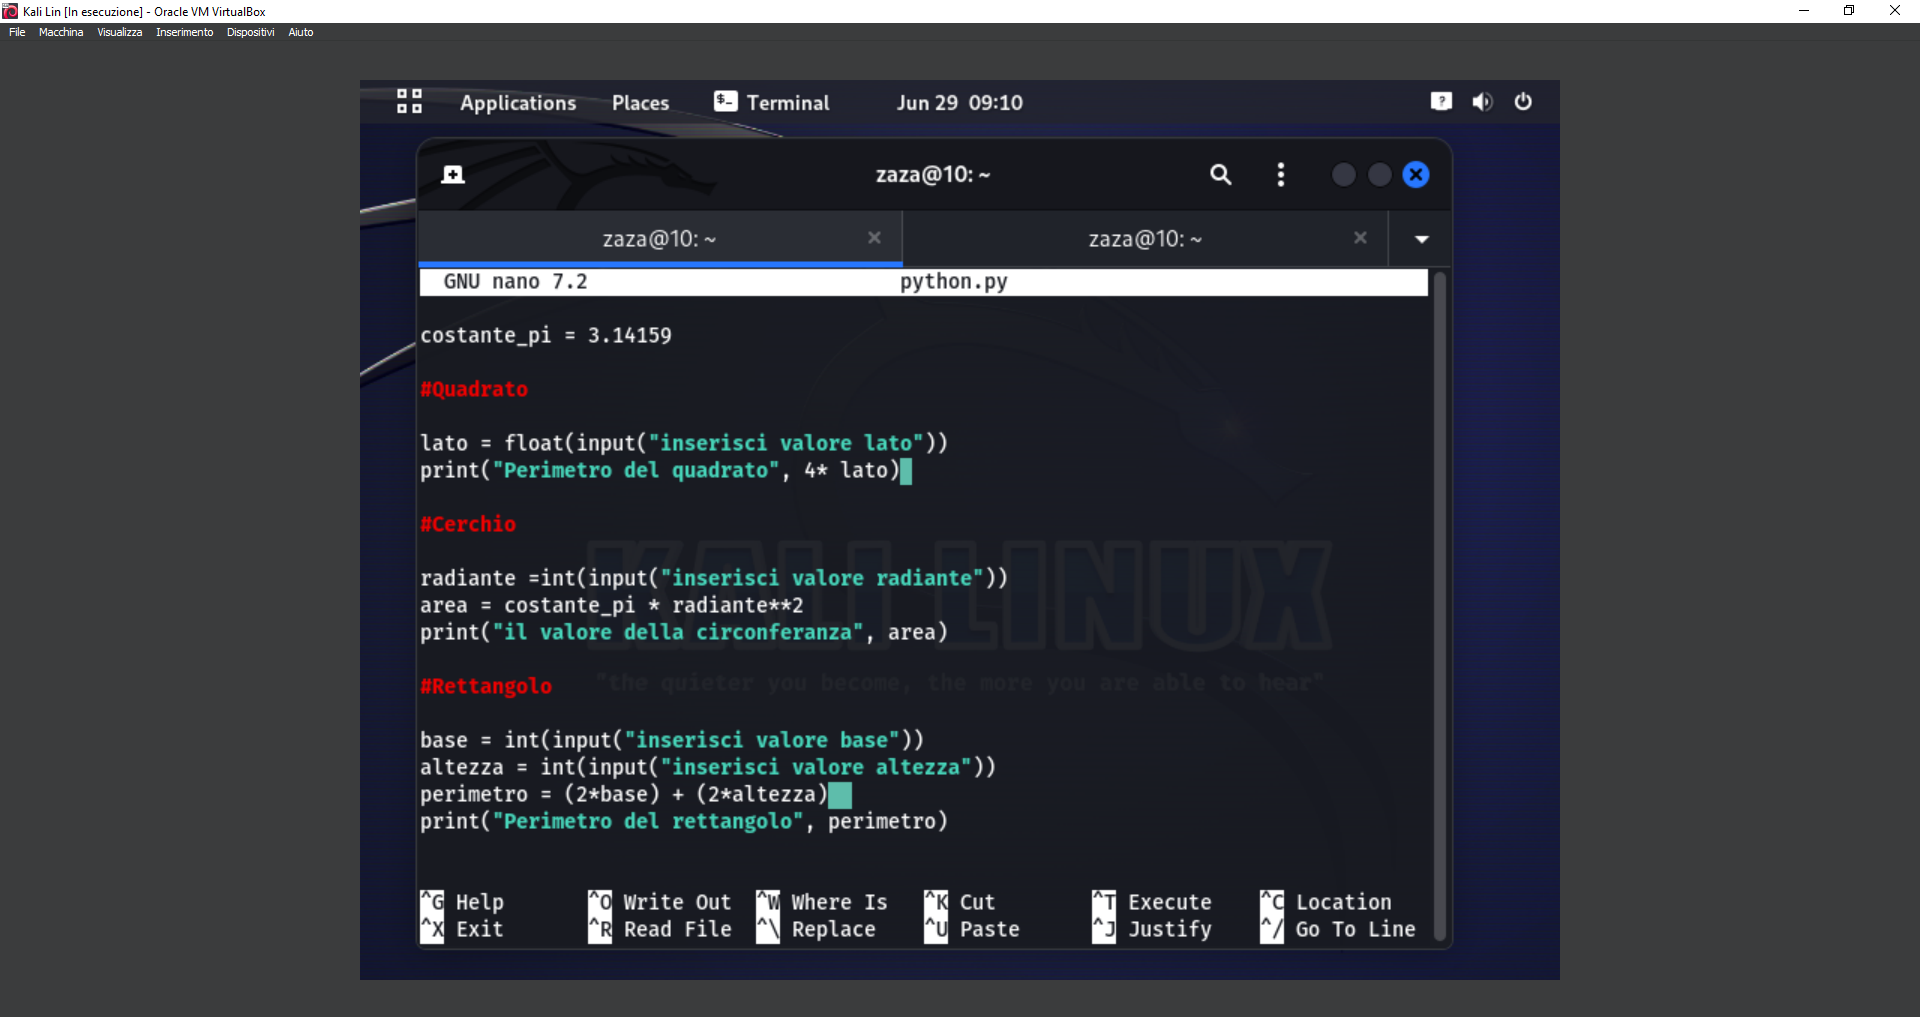 Kali Lin [In esecuzione] - Oracle VM VirtualBox
File Macchina Visualizza Inserimento Dispositivi Aiuto
Applications Places $_ Terminal Jun 29 09:10 ?
zaza@10: ~
zaza@10: ~ zaza@10: ~
GNU nano 7.2 python.py
costante_pi = 3.14159
#Quadrato
lato = float(input("inserisci valore lato"))
print("Perimetro del quadrato", 4* lato)
#Cerchio
radiante =int(input("inserisci valore radiante"))
area = costante_pi * radiante**2
print("il valore della circonferanza", area)
KALI LINUX
#Rettangolo
"the quieter you become, the more you are able to hear"
base = int(input("inserisci valore base"))
altezza = int(input("inserisci valore altezza"))
perimetro = (2*base) + (2*altezza)
print("Perimetro del rettangolo", perimetro)
^G Help ^O Write Out ^W Where Is ^K Cut ^T Execute ^C Location
^X Exit ^R Read File ^\ Replace ^U Paste ^J Justify ^/ Go To Line